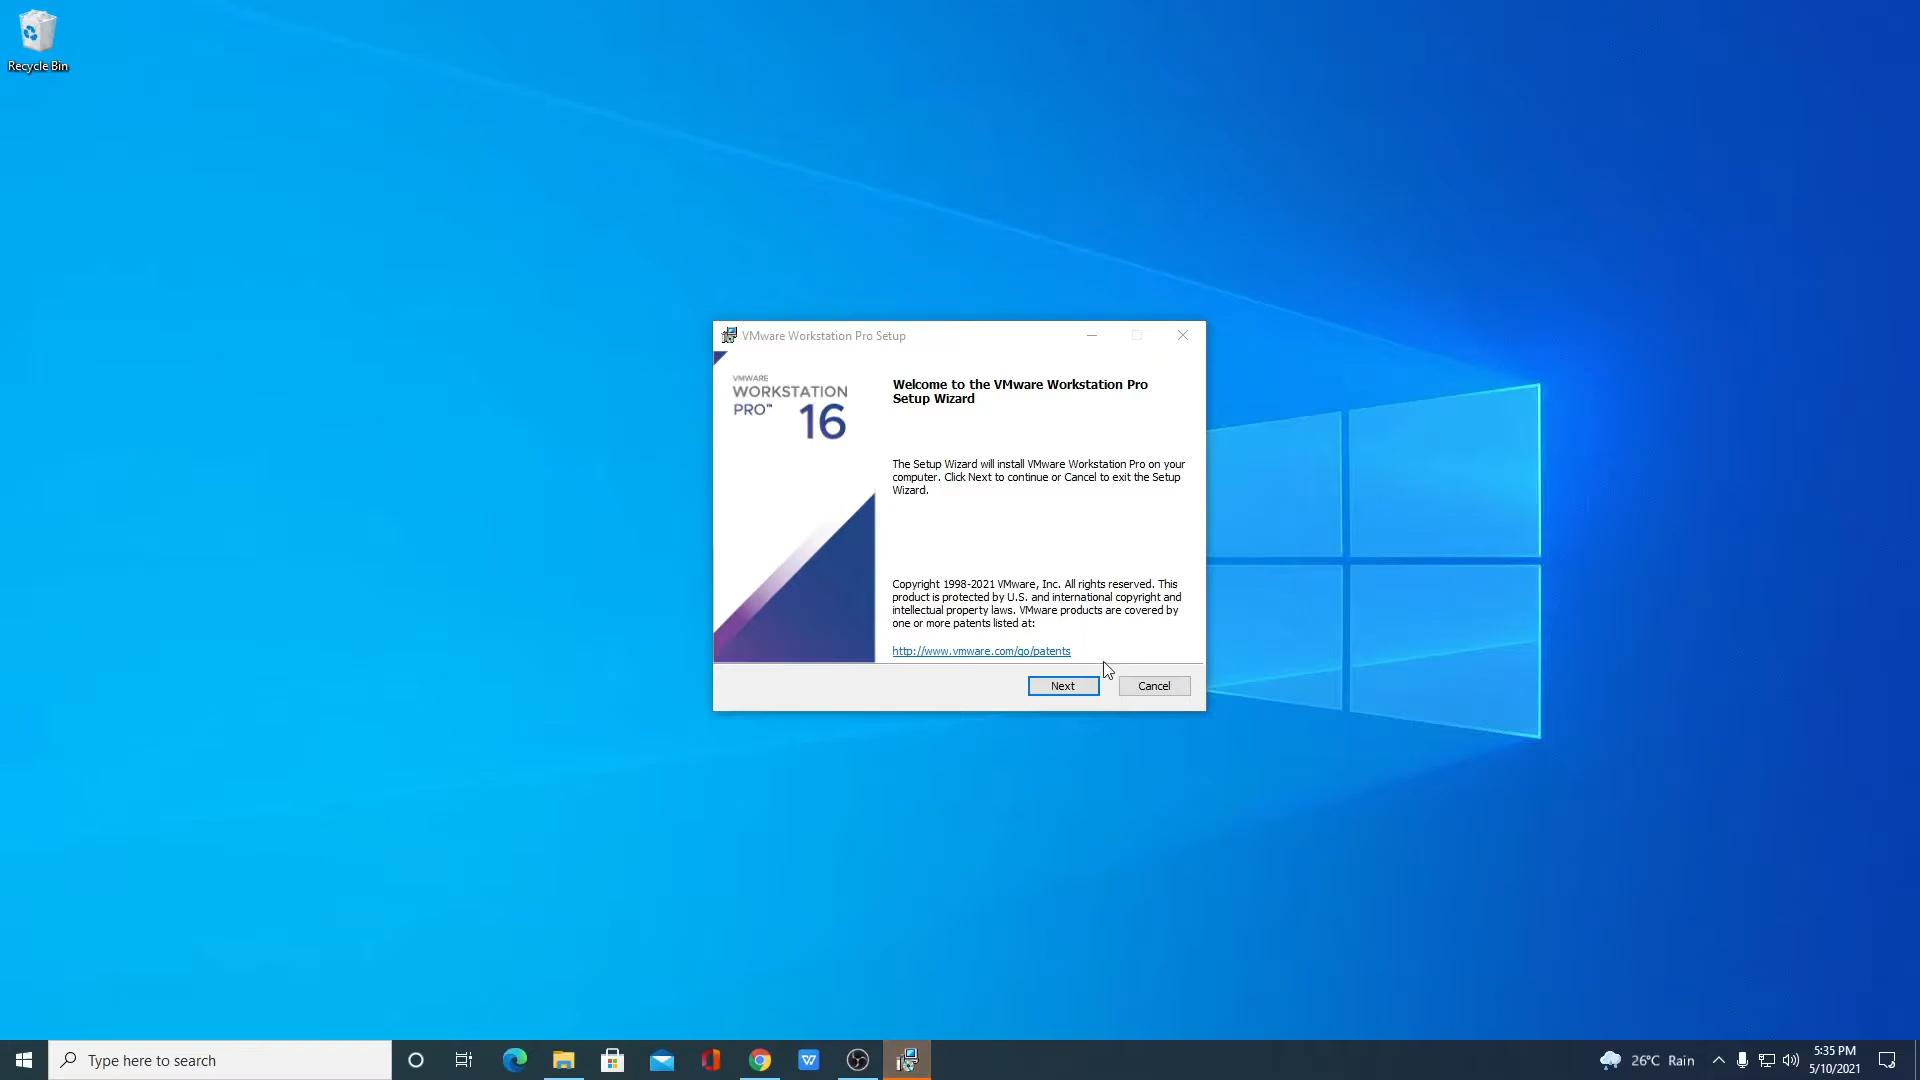 Recycle Bin
VMware Workstation Pro Setup
VMWARE
WORKSTATION
PRO™ 16
Welcome to the VMware Workstation Pro
Setup Wizard
The Setup Wizard will install VMware Workstation Pro on your
computer. Click Next to continue or Cancel to exit the Setup
Wizard.
Copyright 1998-2021 VMware, Inc. All rights reserved. This
product is protected by U.S. and international copyright and
intellectual property laws. VMware products are covered by
one or more patents listed at:
http://www.vmware.com/go/patents
Next
Cancel
Type here to search
26°C Rain
5:35 PM
5/10/2021